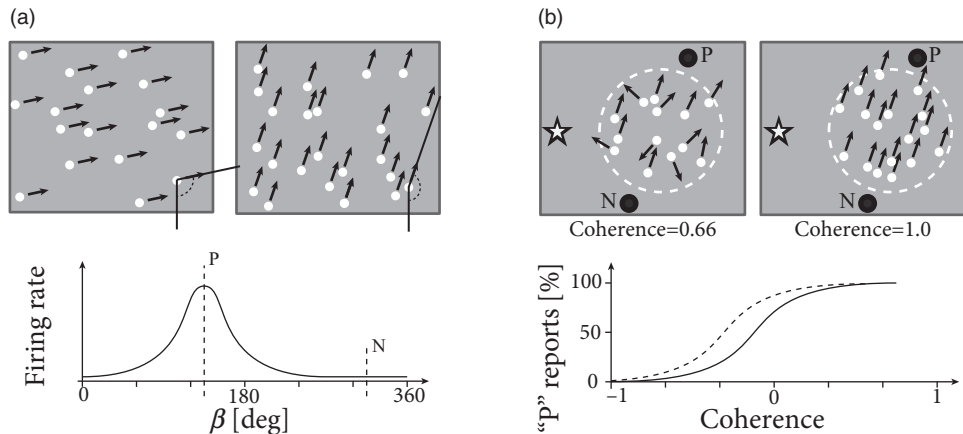 (a)
P
N
Firing rate
0
180
360
β [deg]
(b)
P
N
Coherence=0.66
P
N
Coherence=1.0
"P" reports [%]
100
50
0
−1
0
1
Coherence